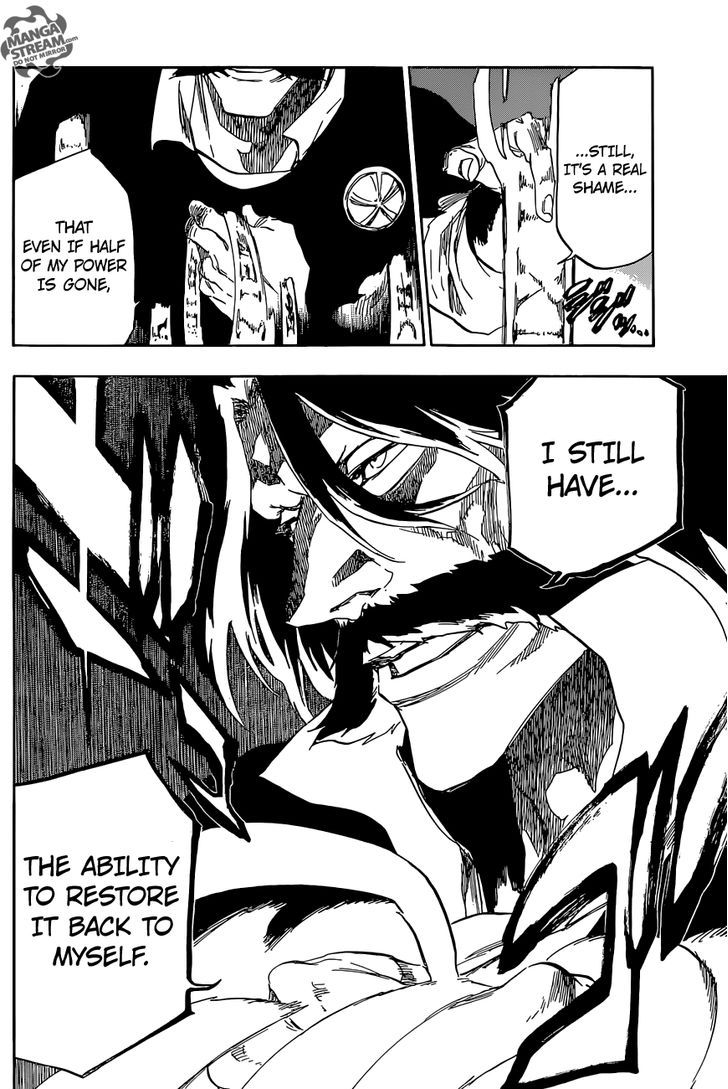 MANGA
STREAM.com
DO NOT MIRROR
...STILL,
IT'S A REAL
SHAME...
THAT
EVEN IF HALF
OF MY POWER
IS GONE,
I STILL
HAVE...
THE ABILITY
TO RESTORE
IT BACK TO
MYSELF.